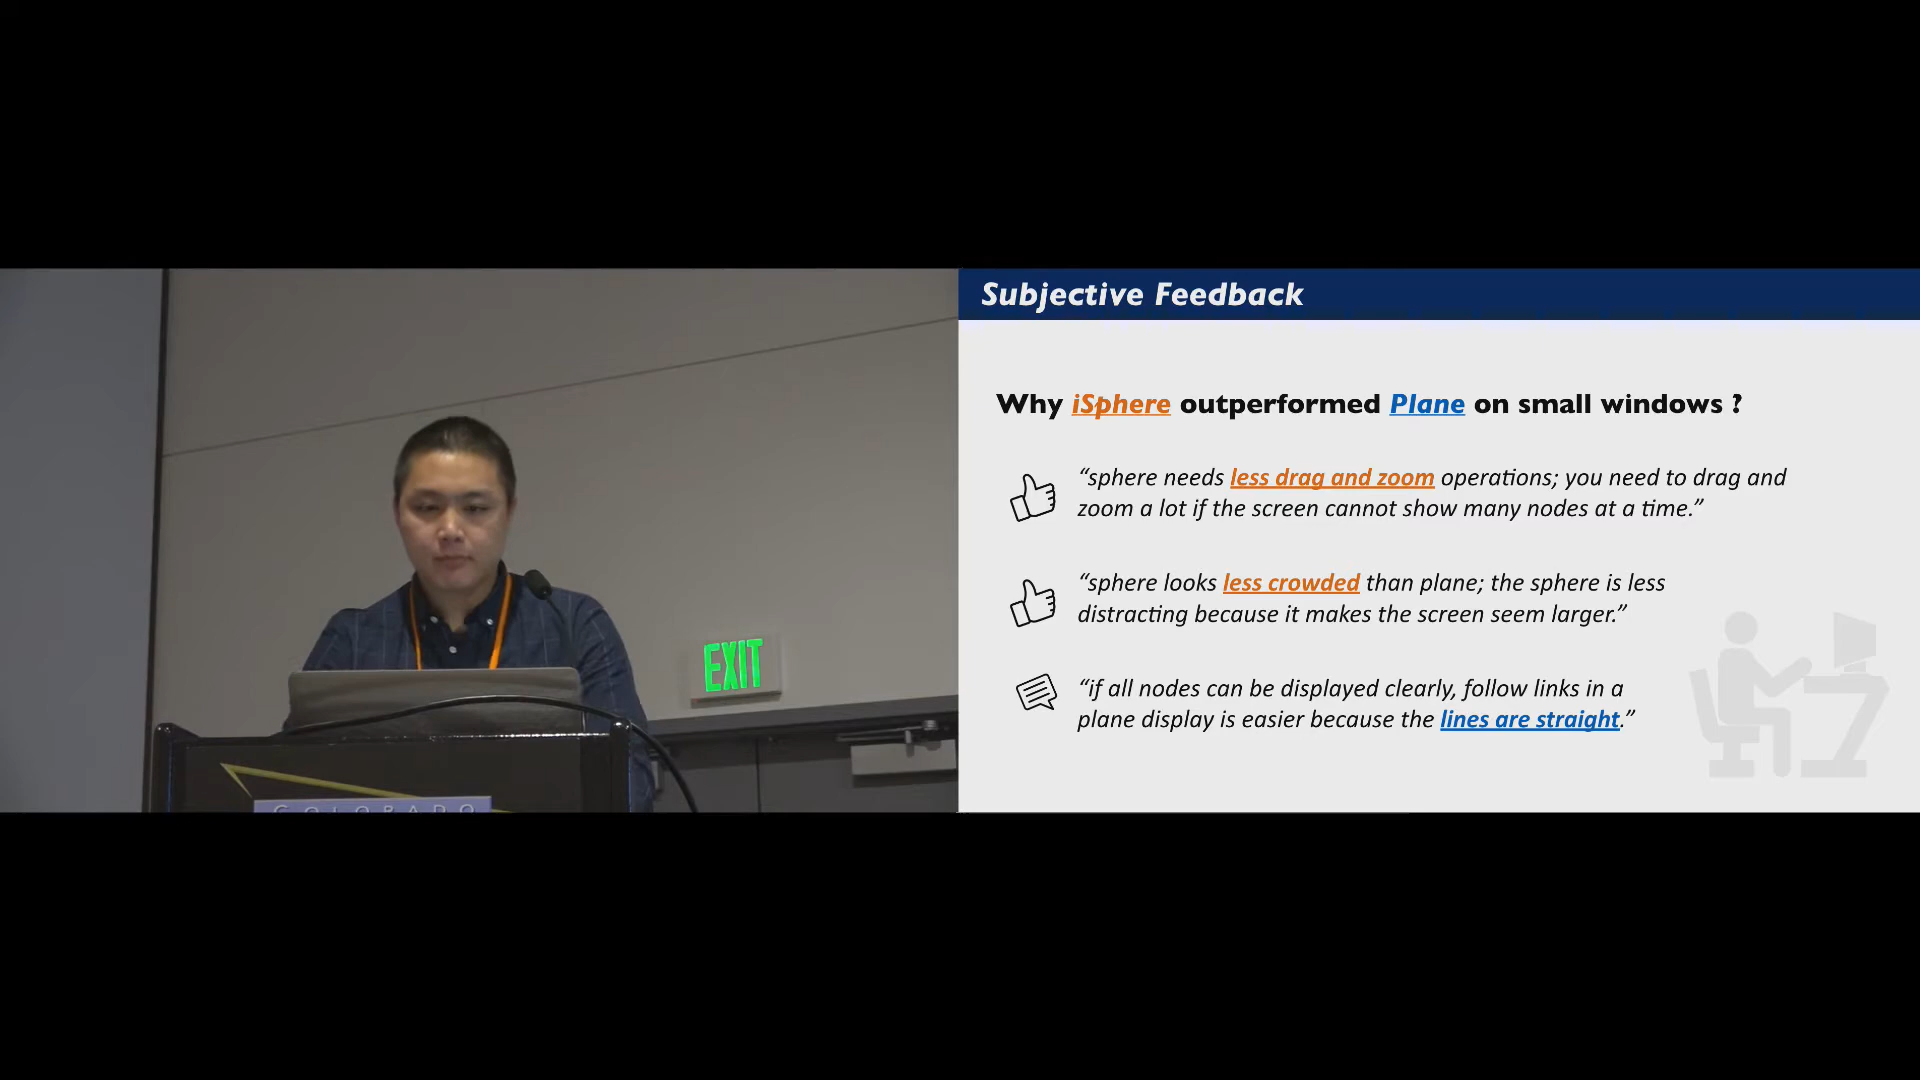 Subjective Feedback
Why iSphere outperformed Plane on small windows ?
“sphere needs less drag and zoom operations; you need to drag and
zoom a lot if the screen cannot show many nodes at a time.”
“sphere looks less crowded than plane; the sphere is less
distracting because it makes the screen seem larger.”
“if all nodes can be displayed clearly, follow links in a
plane display is easier because the lines are straight.”
EXIT
COLORADO